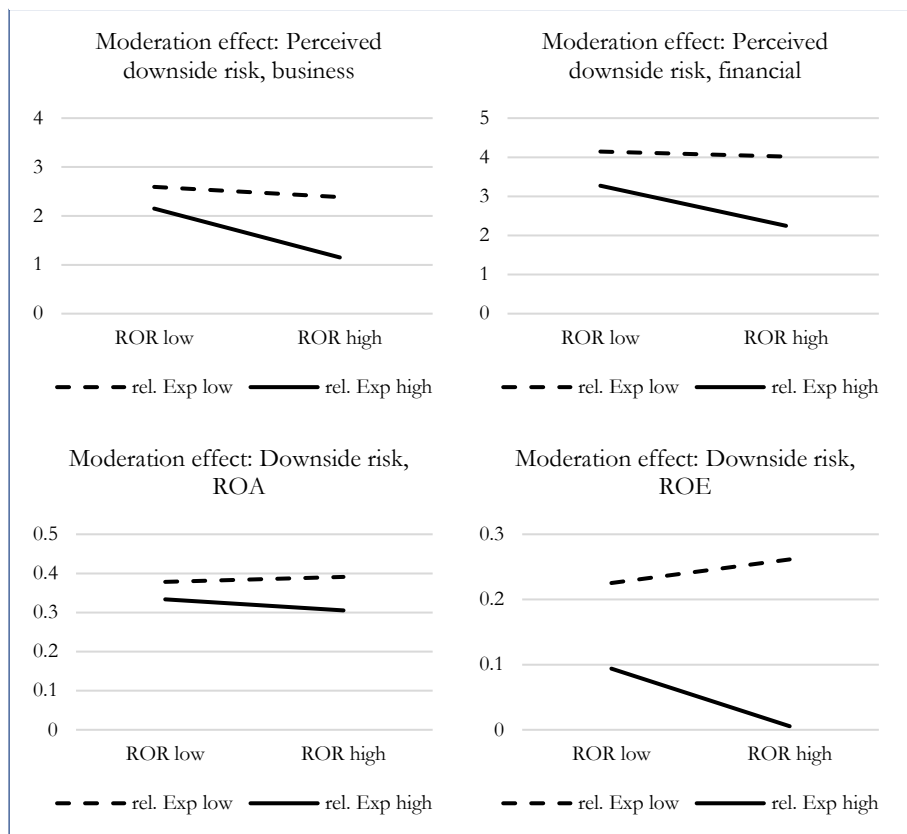 Moderation effect: Perceived
downside risk, business
4
3
2
1
0
ROR low ROR high
rel. Exp low rel. Exp high
Moderation effect: Perceived
downside risk, financial
5
4
3
2
1
0
ROR low ROR high
rel. Exp low rel. Exp high
Moderation effect: Downside risk,
ROA
0.5
0.4
0.3
0.2
0.1
0
ROR low ROR high
rel. Exp low rel. Exp high
Moderation effect: Downside risk,
ROE
0.3
0.2
0.1
0
ROR low ROR high
rel. Exp low rel. Exp high